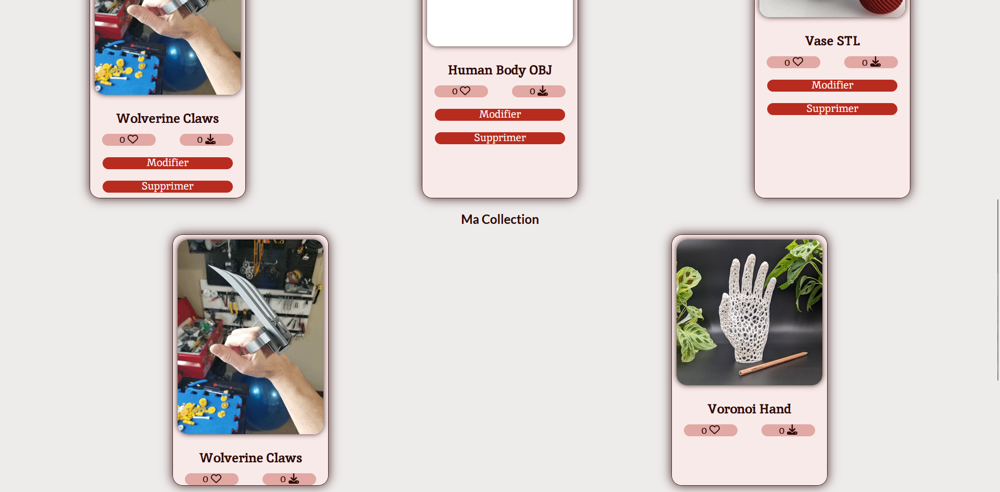 Vase STL
0 0
Human Body OBJ
0 0
Modifier
Supprimer
Modifier
Supprimer
Wolverine Claws
0 0
Modifier
Supprimer
Ma Collection
Wolverine Claws
0 0
Voronoi Hand
0 0